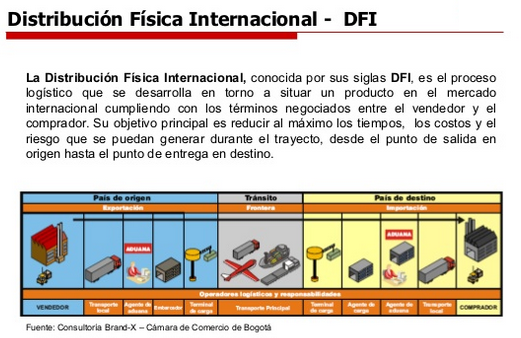 Distribución Física Internacional - DFI
La Distribución Física Internacional, conocida por sus siglas DFI, es el proceso
logístico que se desarrolla en torno a situar un producto en el mercado
internacional cumpliendo con los términos negociados entre el vendedor y el
comprador. Su objetivo principal es reducir al máximo los tiempos, los costos y el
riesgo que se puedan generar durante el trayecto, desde el punto de salida en
origen hasta el punto de entrega en destino.
País de origen Tránsito País de destino
Exportación Frontera Importación
ADUANA ADUANA
Operadores logísticos y responsabilidades
VENDEDOR Transporte local Agente de aduana Embarcador Terminal de carga Transporte Principal Terminal de carga Agente de carga Agente de aduana Transporte local COMPRADOR
Fuente: Consultoría Brand-X – Cámara de Comercio de Bogotá